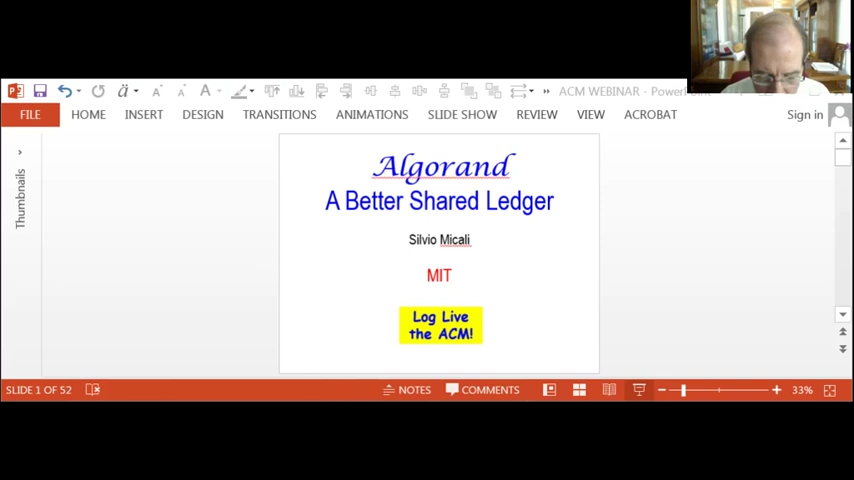 ACM WEBINAR - PowerPoint
FILE HOME INSERT DESIGN TRANSITIONS ANIMATIONS SLIDE SHOW REVIEW VIEW ACROBAT Sign in
Thumbnails
Algorand
A Better Shared Ledger
Silvio Micali
MIT
Log Live
the ACM!
SLIDE 1 OF 52 NOTES COMMENTS 33%